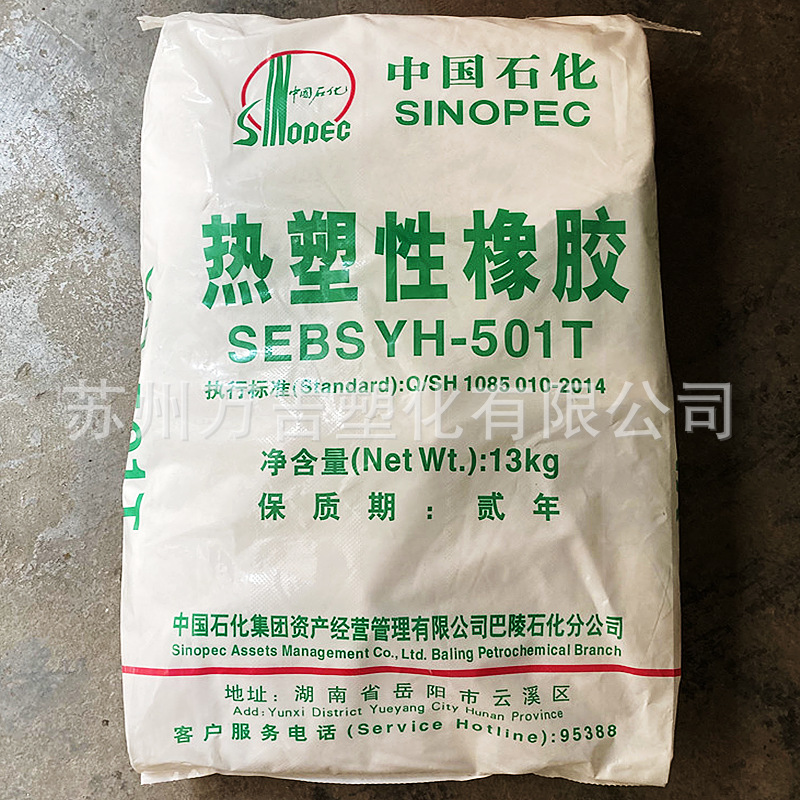 中国石化
SINOPEC
中国石化
SINOPEC
热塑性橡胶
SEBS YH-501T
执行标准(Standard):Q/SH 1085 010-2014
苏州万吉塑化有限公司
净含量(Net Wt.):13kg
保质期：贰年
中国石化集团资产经营管理有限公司巴陵石化分公司
Sinopec Assets Management Co., Ltd. Baling Petrochemical Branch
地址：湖南省岳阳市云溪区
Add:Yunxi District Yueyang City Hunan Province
客户服务电话(Service Hotline):95388